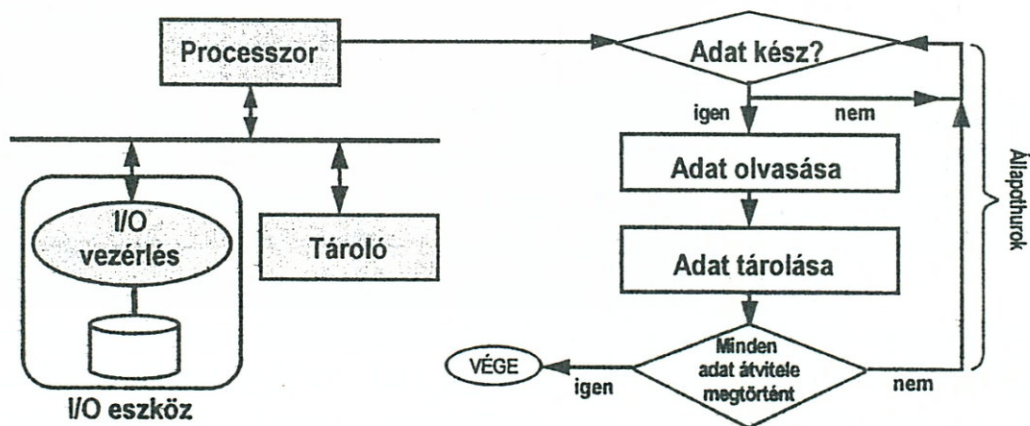 Processzor
Adat kész?
igen
nem
Adat olvasása
I/O
vezérlés
Tároló
Adat tárolása
Állapothurok
Minden
adat átvitele
megtörtént
VÉGE
igen
nem
I/O eszköz